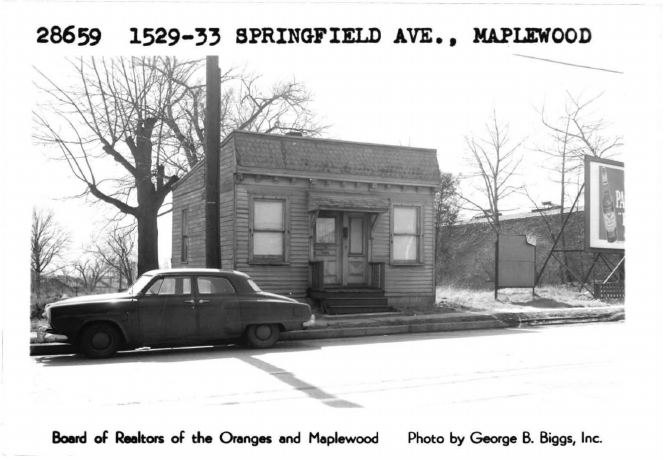 28659 1529-33 SPRINGFIELD AVE., MAPLEWOOD
PA
Board of Realtors of the Oranges and Maplewood Photo by George B. Biggs, Inc.